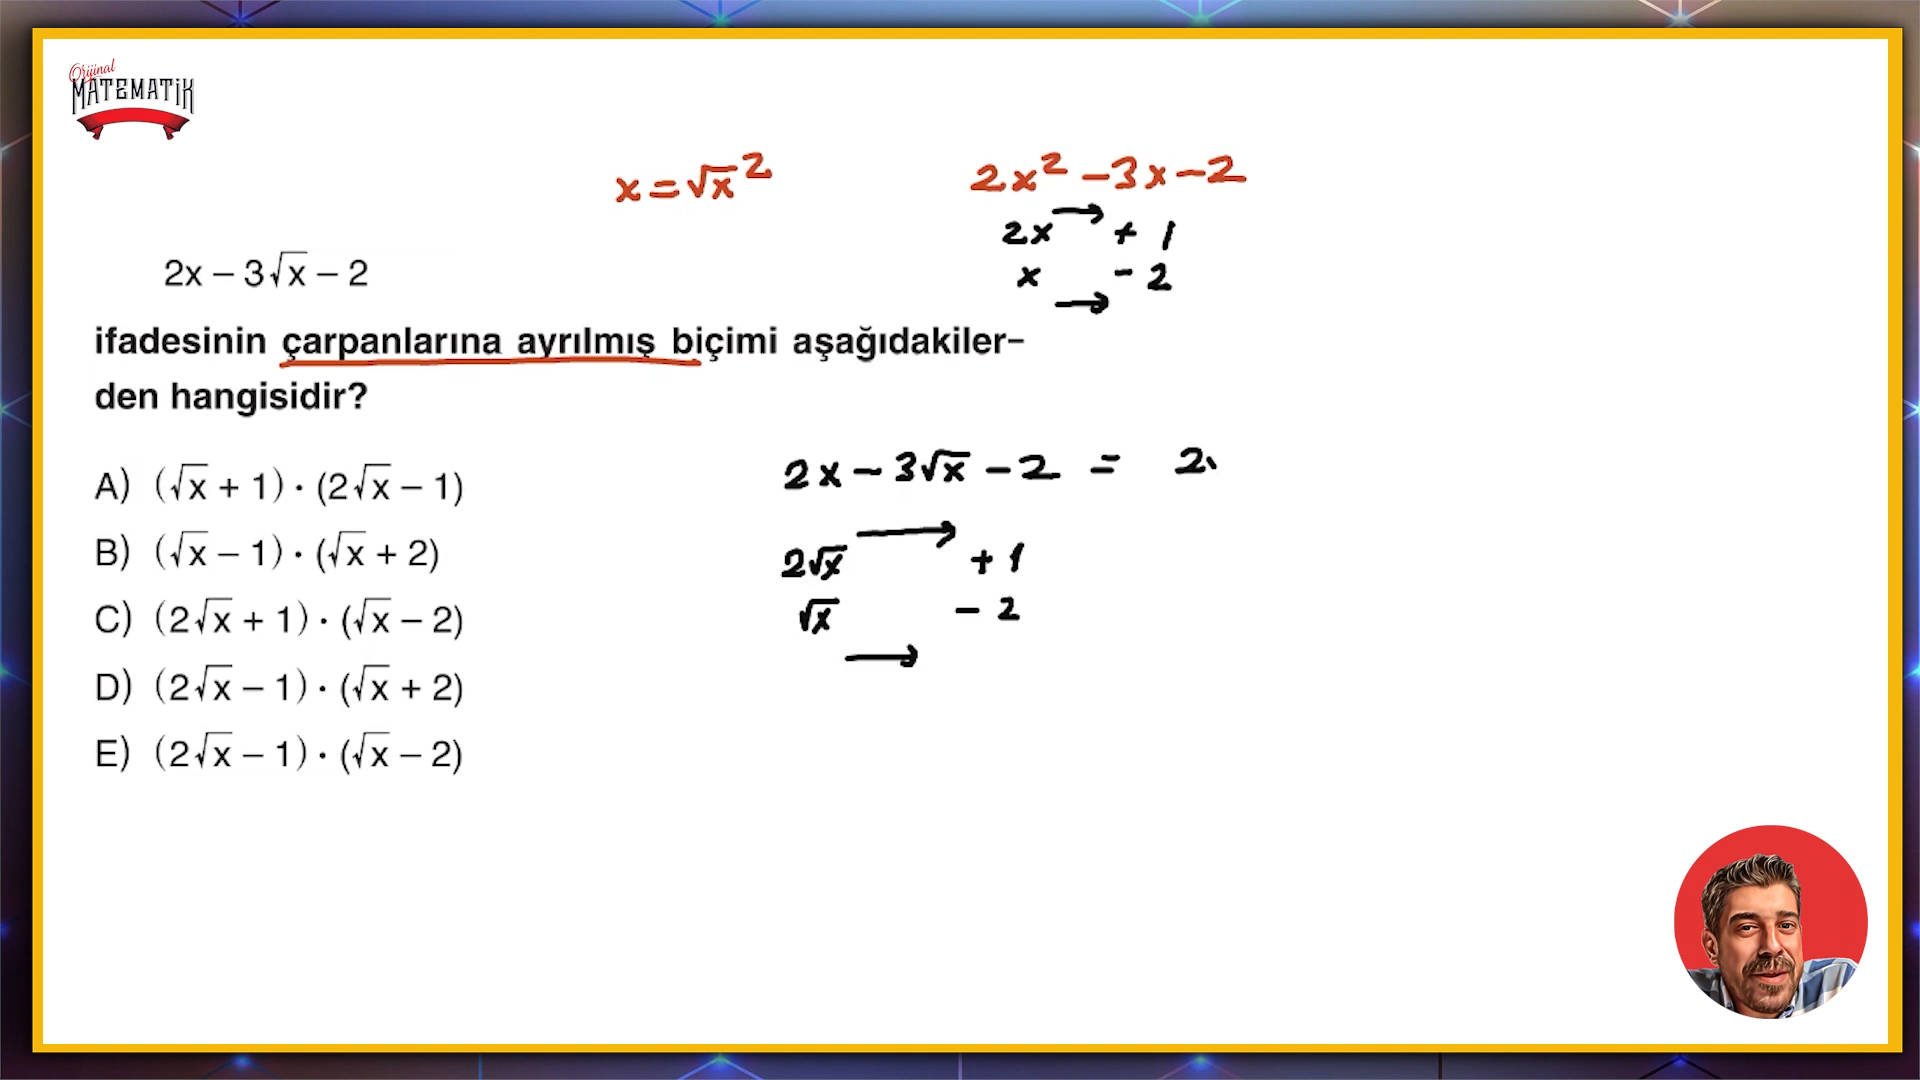 Orijinal
MATEMATİK
x = √x²
2x² - 3x - 2
2x → + 1
x → - 2
2x – 3√x – 2
ifadesinin çarpanlarına ayrılmış biçimi aşağıdakiler–
den hangisidir?
A) (√x + 1) · (2√x – 1)
B) (√x – 1) · (√x + 2)
C) (2√x + 1) · (√x – 2)
D) (2√x – 1) · (√x + 2)
E) (2√x – 1) · (√x – 2)
2x - 3√x - 2 = 2
2√x → + 1
√x → - 2